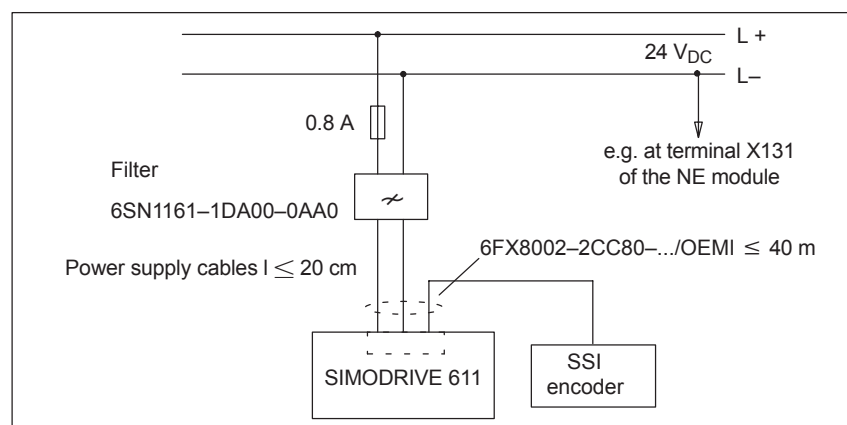 L +
24 VDC
L–
0.8 A
e.g. at terminal X131
of the NE module
Filter
6SN1161–1DA00–0AA0
6FX8002–2CC80–.../OEMI ≤ 40 m
Power supply cables l ≤ 20 cm
SIMODRIVE 611
SSI
encoder